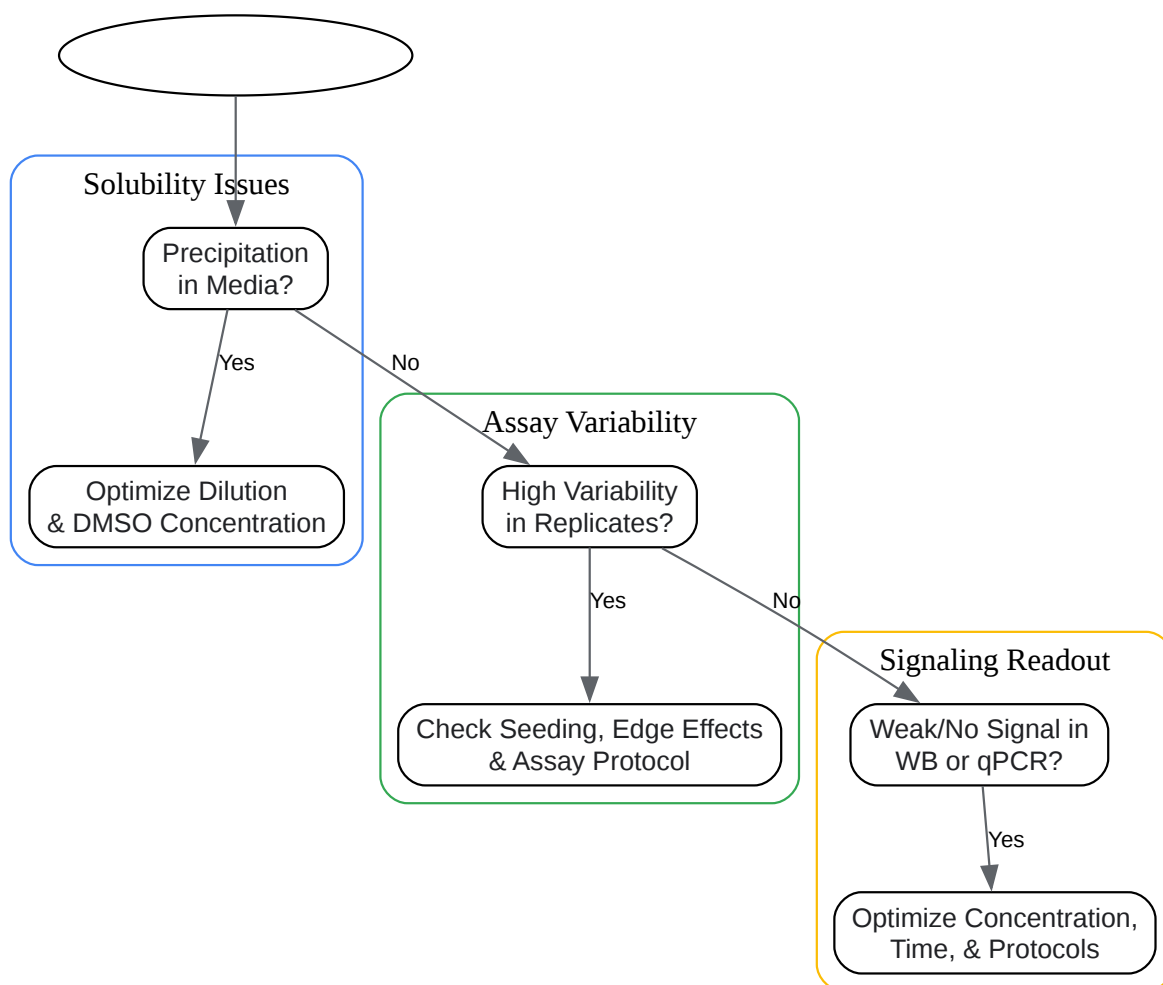 Solubility Issues
Precipitation
in Media?
Yes
No
Optimize Dilution
& DMSO Concentration
Assay Variability
High Variability
in Replicates?
Yes
No
Check Seeding, Edge Effects
& Assay Protocol
Signaling Readout
Weak/No Signal in
WB or qPCR?
Yes
Optimize Concentration,
Time, & Protocols